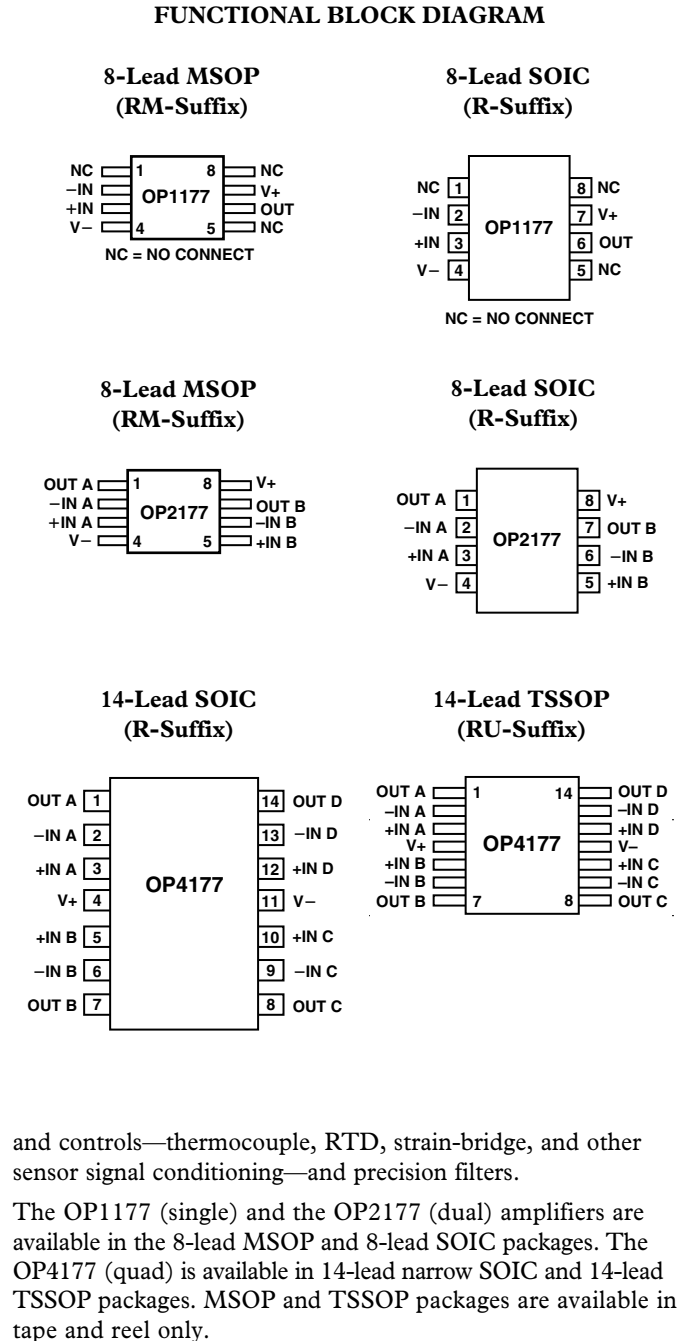 FUNCTIONAL BLOCK DIAGRAM
8-Lead MSOP
(RM-Suffix)
NC 1 8 NC
−IN V+
OP1177
+IN OUT
V− 4 5 NC
NC = NO CONNECT
8-Lead SOIC
(R-Suffix)
NC 1 8 NC
−IN 2 7 V+
OP1177
+IN 3 6 OUT
V− 4 5 NC
NC = NO CONNECT
8-Lead MSOP
(RM-Suffix)
OUT A 1 8 V+
−IN A OUT B
OP2177
+IN A −IN B
V− 4 5 +IN B
8-Lead SOIC
(R-Suffix)
OUT A 1 8 V+
−IN A 2 7 OUT B
OP2177
+IN A 3 6 −IN B
V− 4 5 +IN B
14-Lead SOIC
(R-Suffix)
OUT A 1 14 OUT D
−IN A 2 13 −IN D
+IN A 3 12 +IN D
OP4177
V+ 4 11 V−
+IN B 5 10 +IN C
−IN B 6 9 −IN C
OUT B 7 8 OUT C
14-Lead TSSOP
(RU-Suffix)
OUT A 1 14 OUT D
−IN A −IN D
+IN A +IN D
V+ OP4177 V−
+IN B +IN C
−IN B −IN C
OUT B 7 8 OUT C
and controls—thermocouple, RTD, strain-bridge, and other
sensor signal conditioning—and precision filters.
The OP1177 (single) and the OP2177 (dual) amplifiers are
available in the 8-lead MSOP and 8-lead SOIC packages. The
OP4177 (quad) is available in 14-lead narrow SOIC and 14-lead
TSSOP packages. MSOP and TSSOP packages are available in
tape and reel only.